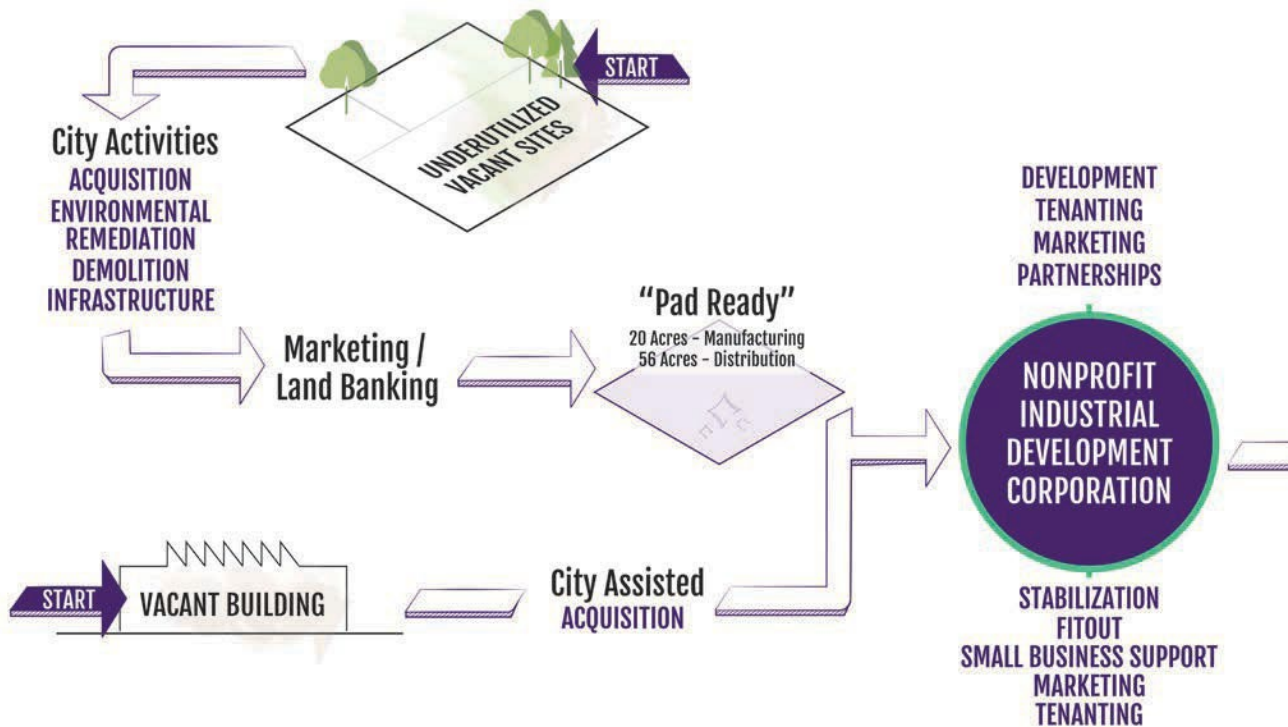 START
UNDERUTILIZED
VACANT SITES
City Activities
ACQUISITION
ENVIRONMENTAL
REMEDIATION
DEMOLITION
INFRASTRUCTURE
Marketing /
Land Banking
“Pad Ready”
20 Acres – Manufacturing
56 Acres – Distribution
START
VACANT BUILDING
City Assisted
ACQUISITION
DEVELOPMENT
TENANTING
MARKETING
PARTNERSHIPS
NONPROFIT
INDUSTRIAL
DEVELOPMENT
CORPORATION
STABILIZATION
FITOUT
SMALL BUSINESS SUPPORT
MARKETING
TENANTING